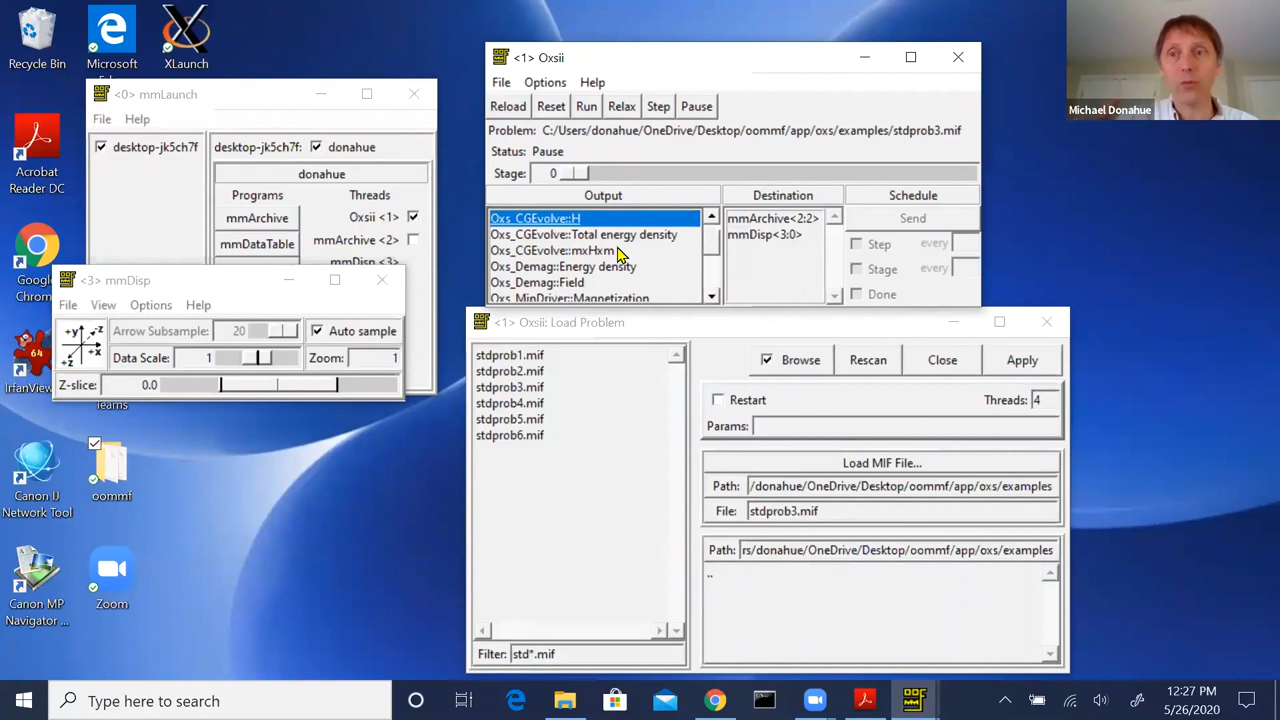 Recycle Bin
Microsoft
XLaunch
Acrobat
Reader DC
Google
Chrom
64
IrfanView
Teams
Canon IJ
Network Tool
oommf
Canon MP
Navigator ...
Zoom
<0> mmLaunch
File Help
desktop-jk5ch7f
desktop-jk5ch7f: donahue
donahue
Programs Threads
mmArchive Oxsii <1>
mmDataTable mmArchive <2>
<3> mmDisp
File View Options Help
+y -z
-x +x
+z -y
Arrow Subsample: 20 Auto sample
Data Scale: 1 Zoom: 1
Z-slice: 0.0
<1> Oxsii
File Options Help
Reload Reset Run Relax Step Pause
Problem: C:/Users/donahue/OneDrive/Desktop/oommf/app/oxs/examples/stdprob3.mif
Status: Pause
Stage: 0
Output Destination Schedule
Oxs_CGEvolve::H
Oxs_CGEvolve::Total energy density
Oxs_CGEvolve::mxHxm
Oxs_Demag::Energy density
Oxs_Demag::Field
Oxs_MinDriver::Magnetization
mmArchive<2:2>
mmDisp<3:0>
Send
Step every
Stage every
Done
<1> Oxsii: Load Problem
stdprob1.mif
stdprob2.mif
stdprob3.mif
stdprob4.mif
stdprob5.mif
stdprob6.mif
Filter: std*.mif
Browse Rescan Close Apply
Restart Threads: 4
Params:
Load MIF File...
Path: /donahue/OneDrive/Desktop/oommf/app/oxs/examples
File: stdprob3.mif
Path: rs/donahue/OneDrive/Desktop/oommf/app/oxs/examples
..
Michael Donahue
Type here to search
12:27 PM
5/26/2020